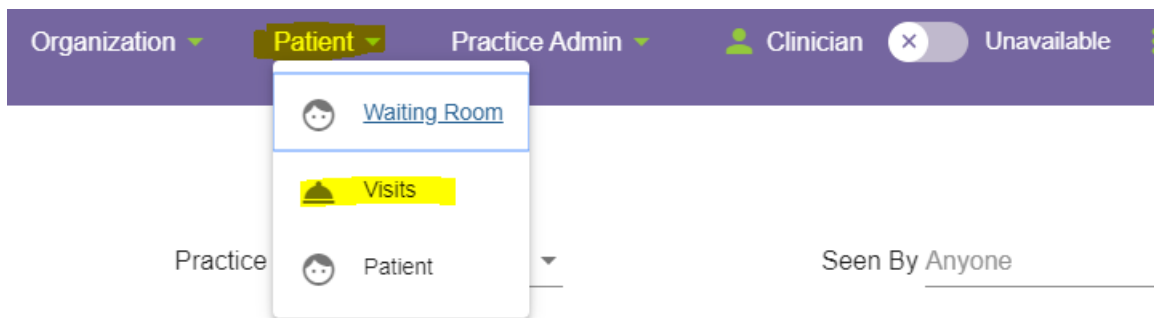 Organization Patient Practice Admin Clinician Unavailable
Waiting Room
Visits
Practice Seen By Anyone
Patient